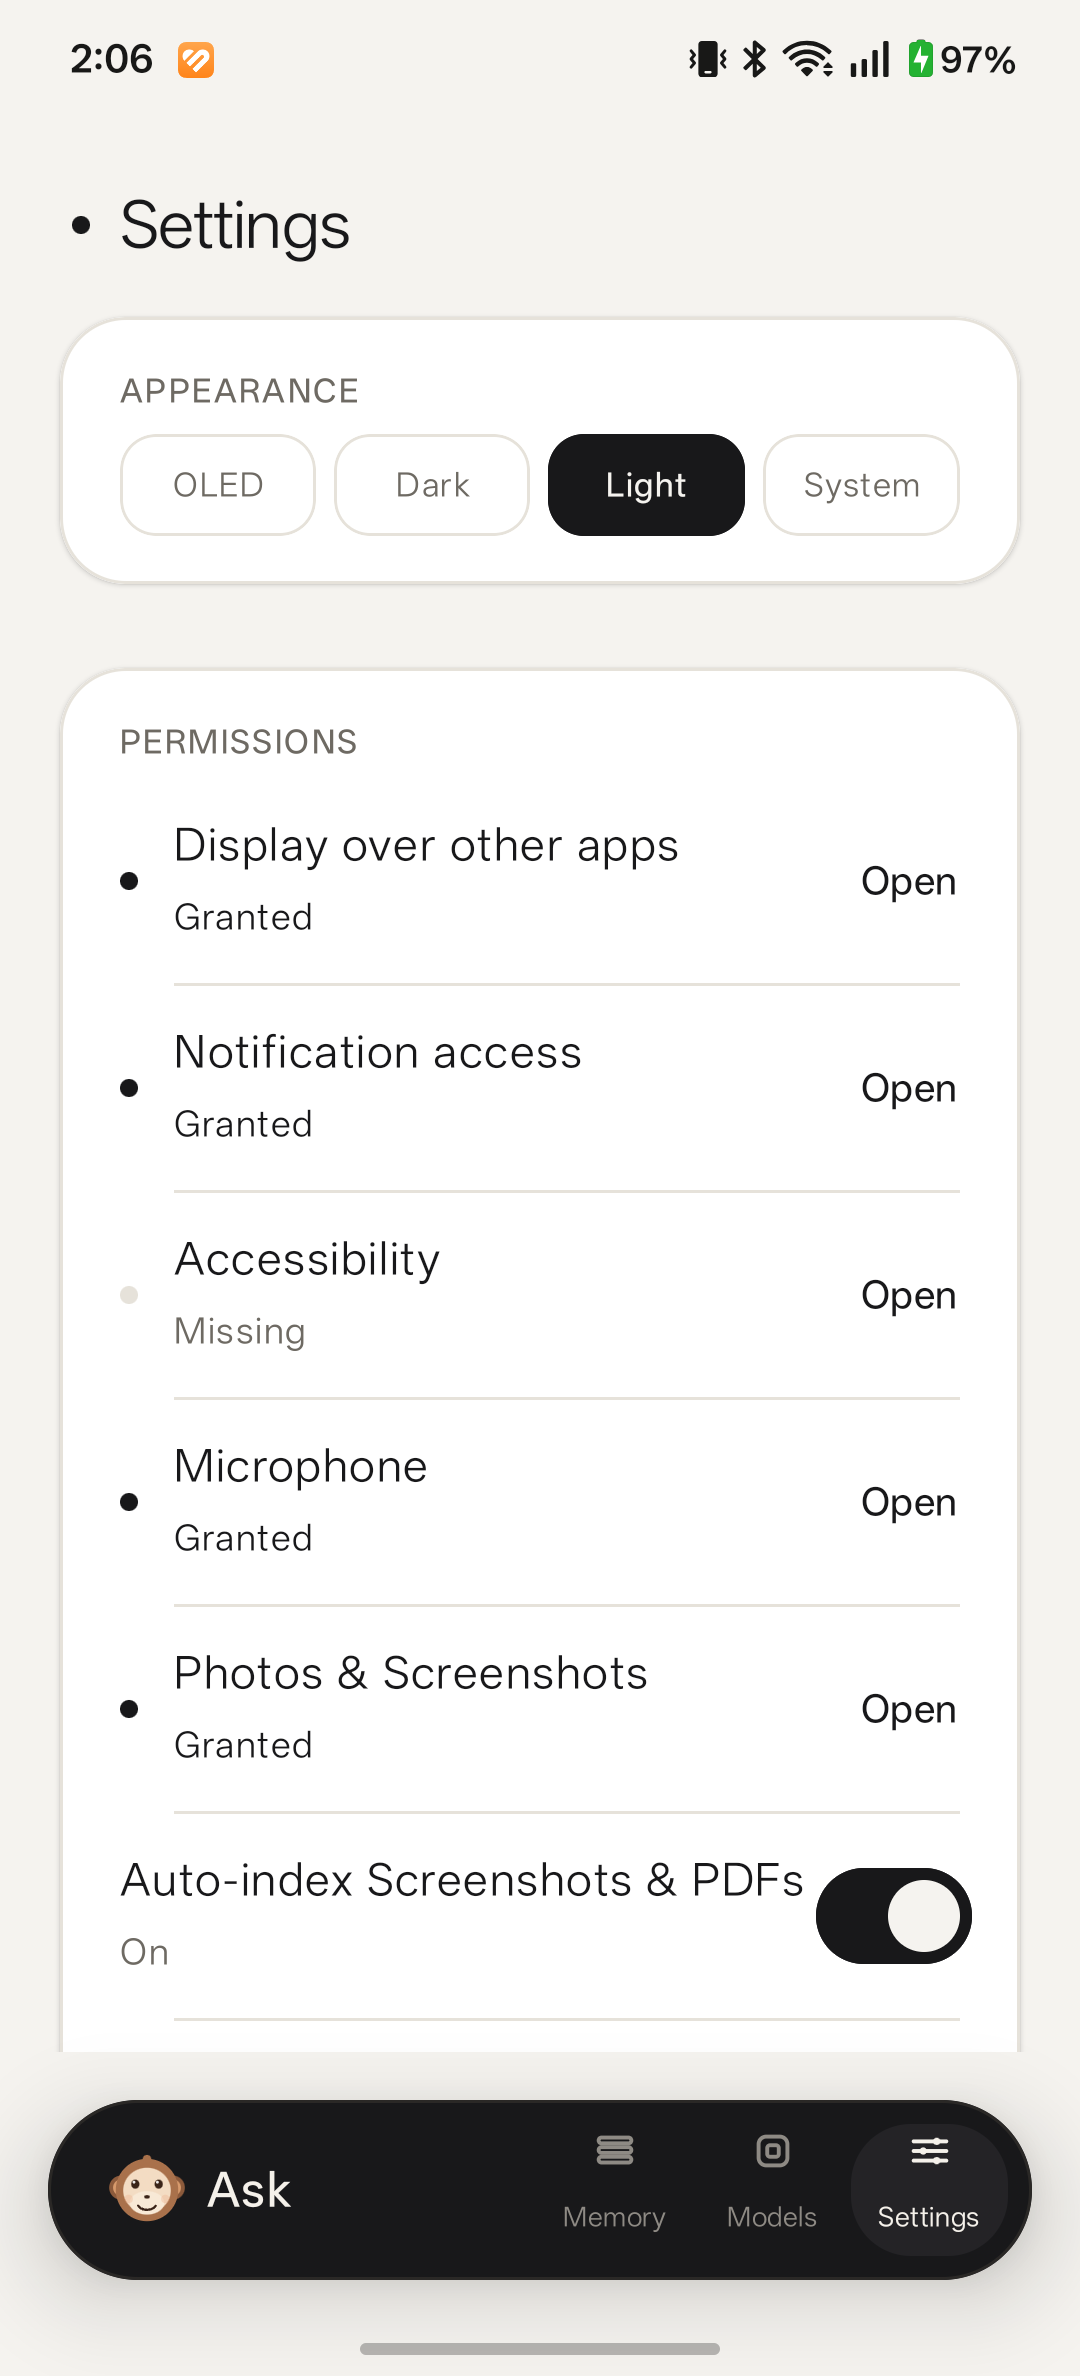 2:06
97%
Settings
APPEARANCE
OLED Dark Light System
PERMISSIONS
Display over other apps
Granted
Open
Notification access
Granted
Open
Accessibility
Missing
Open
Microphone
Granted
Open
Photos & Screenshots
Granted
Open
Auto-index Screenshots & PDFs
On
Ask
Memory Models Settings